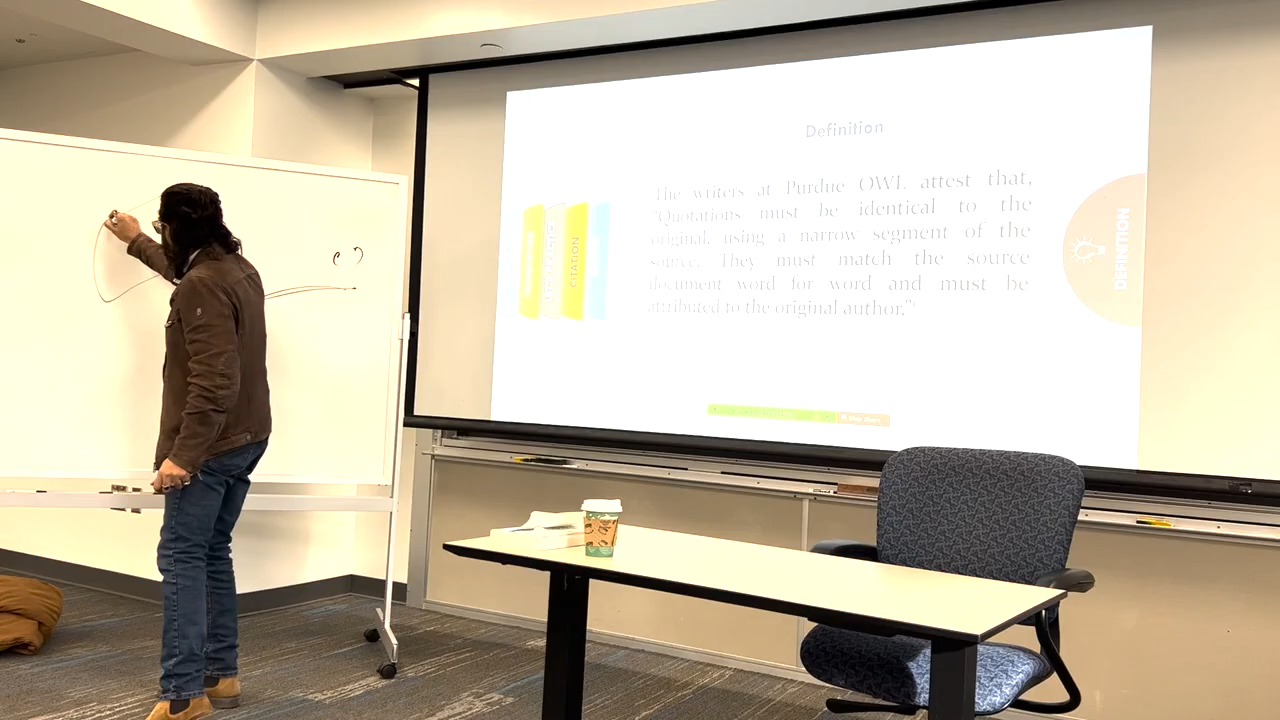 Definition
The writers at Purdue OWL attest that,
"Quotations must be identical to the
original, using a narrow segment of the
source. They must match the source
document word for word and must be
attributed to the original author."¹
CITATION
DEFINITION